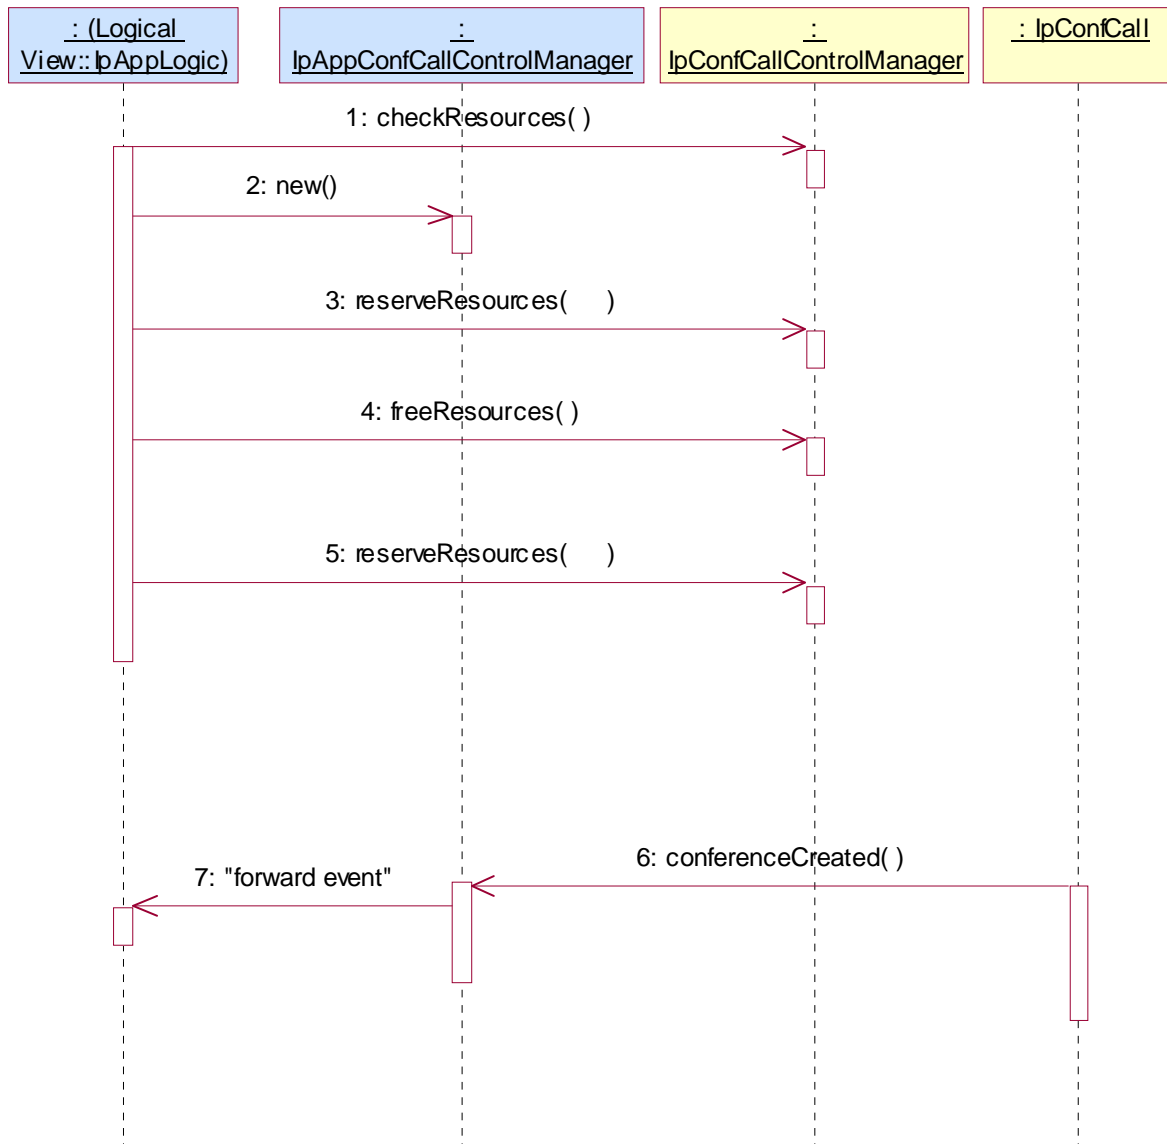 : (Logical
View::IpAppLogic)
:
IpAppConfCallControlManager
:
IpConfCallControlManager
: IpConfCall
1: checkResources( )
2: new()
3: reserveResources( )
4: freeResources( )
5: reserveResources( )
6: conferenceCreated( )
7: "forward event"